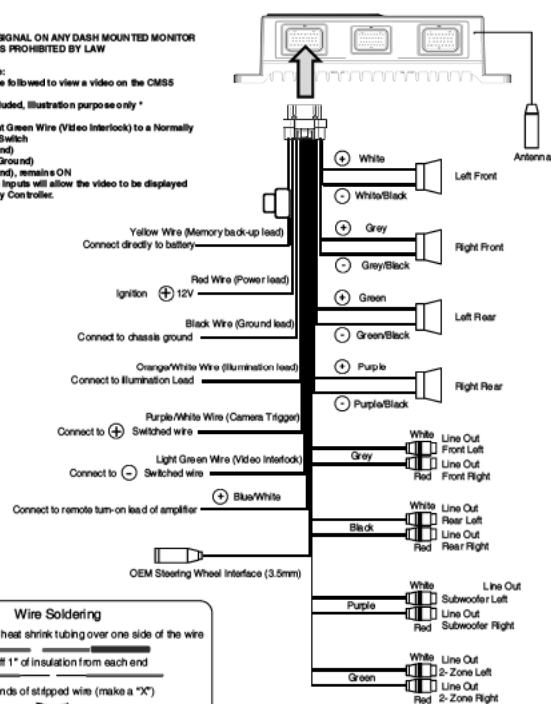 SIGNAL ON ANY DASH MOUNTED MONITOR
S PROHIBITED BY LAW
e:
e followed to view a video on the CMS5
luded, Illustration purpose only *
t Green Wire (Video Interlock) to a Normally
Switch
nd)
Ground)
nd), remains ON
Inputs will allow the video to be displayed
y Controller.
Antenna
+ White
Left Front
- White/Black
+ Grey
Right Front
- Grey/Black
+ Green
Left Rear
- Green/Black
+ Purple
Right Rear
- Purple/Black
Yellow Wire (Memory back-up lead)
Connect directly to battery
Red Wire (Power lead)
Ignition + 12V
Black Wire (Ground lead)
Connect to chassis ground
Orange/White Wire (Illumination lead)
Connect to Illumination Lead
Purple/White Wire (Camera Trigger)
Connect to + Switched wire
Light Green Wire (Video Interlock)
Connect to - Switched wire
+ Blue/White
Connect to remote turn-on lead of amplifier
OEM Steering Wheel Interface (3.5mm)
White Line Out
Front Left
Grey
Line Out
Red Front Right
White Line Out
Rear Left
Black
Line Out
Red Rear Right
White Line Out
Subwoofer Left
Purple
Line Out
Red Subwoofer Right
White Line Out
2- Zone Left
Green
Line Out
Red 2- Zone Right
Wire Soldering
heat shrink tubing over one side of the wire
ff 1" of insulation from each end
nds of stripped wire (make a "X")